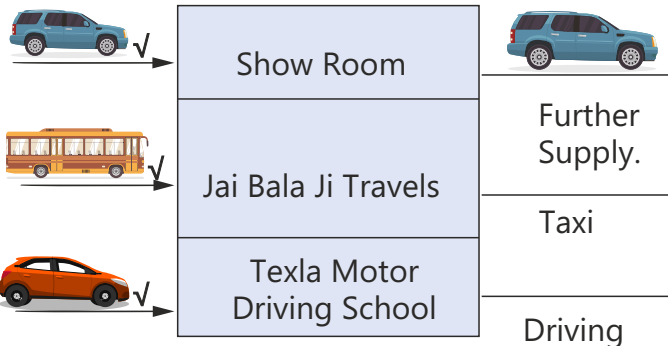 √
Show Room
Further
Supply.
√
Jai Bala Ji Travels
Taxi
√
Texla Motor
Driving School
Driving